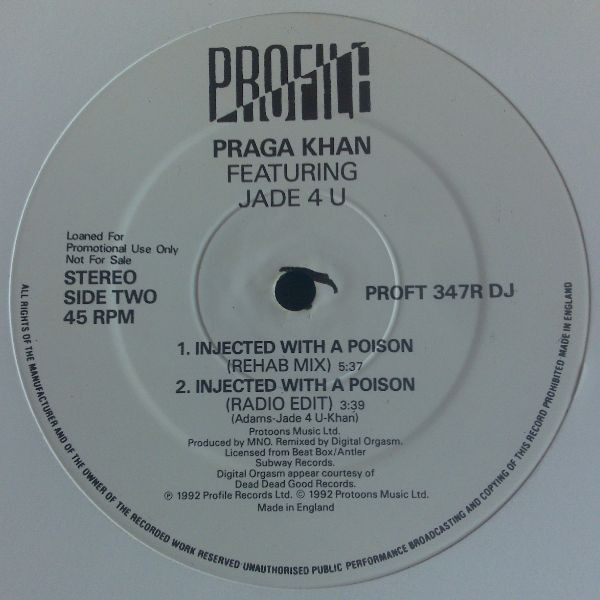 PROFILE
PRAGA KHAN
FEATURING
JADE 4 U
Loaned For
Promotional Use Only
Not For Sale
STEREO
SIDE TWO
45 RPM
PROFT 347R DJ
1. INJECTED WITH A POISON
(REHAB MIX) 5:37
2. INJECTED WITH A POISON
(RADIO EDIT) 3:39
(Adams-Jade 4 U-Khan)
Protoons Music Ltd.
Produced by MNO. Remixed by Digital Orgasm.
Licensed from Beat Box/Antler
Subway Records.
Digital Orgasm appear courtesy of
Dead Dead Good Records.
℗ 1992 Profile Records Ltd. © 1992 Protoons Music Ltd.
Made in England
ALL RIGHTS OF THE MANUFACTURER AND OF THE OWNER OF THE RECORDED WORK RESERVED UNAUTHORISED PUBLIC PERFORMANCE BROADCASTING AND COPYING OF THIS RECORD PROHIBITED MADE IN ENGLAND